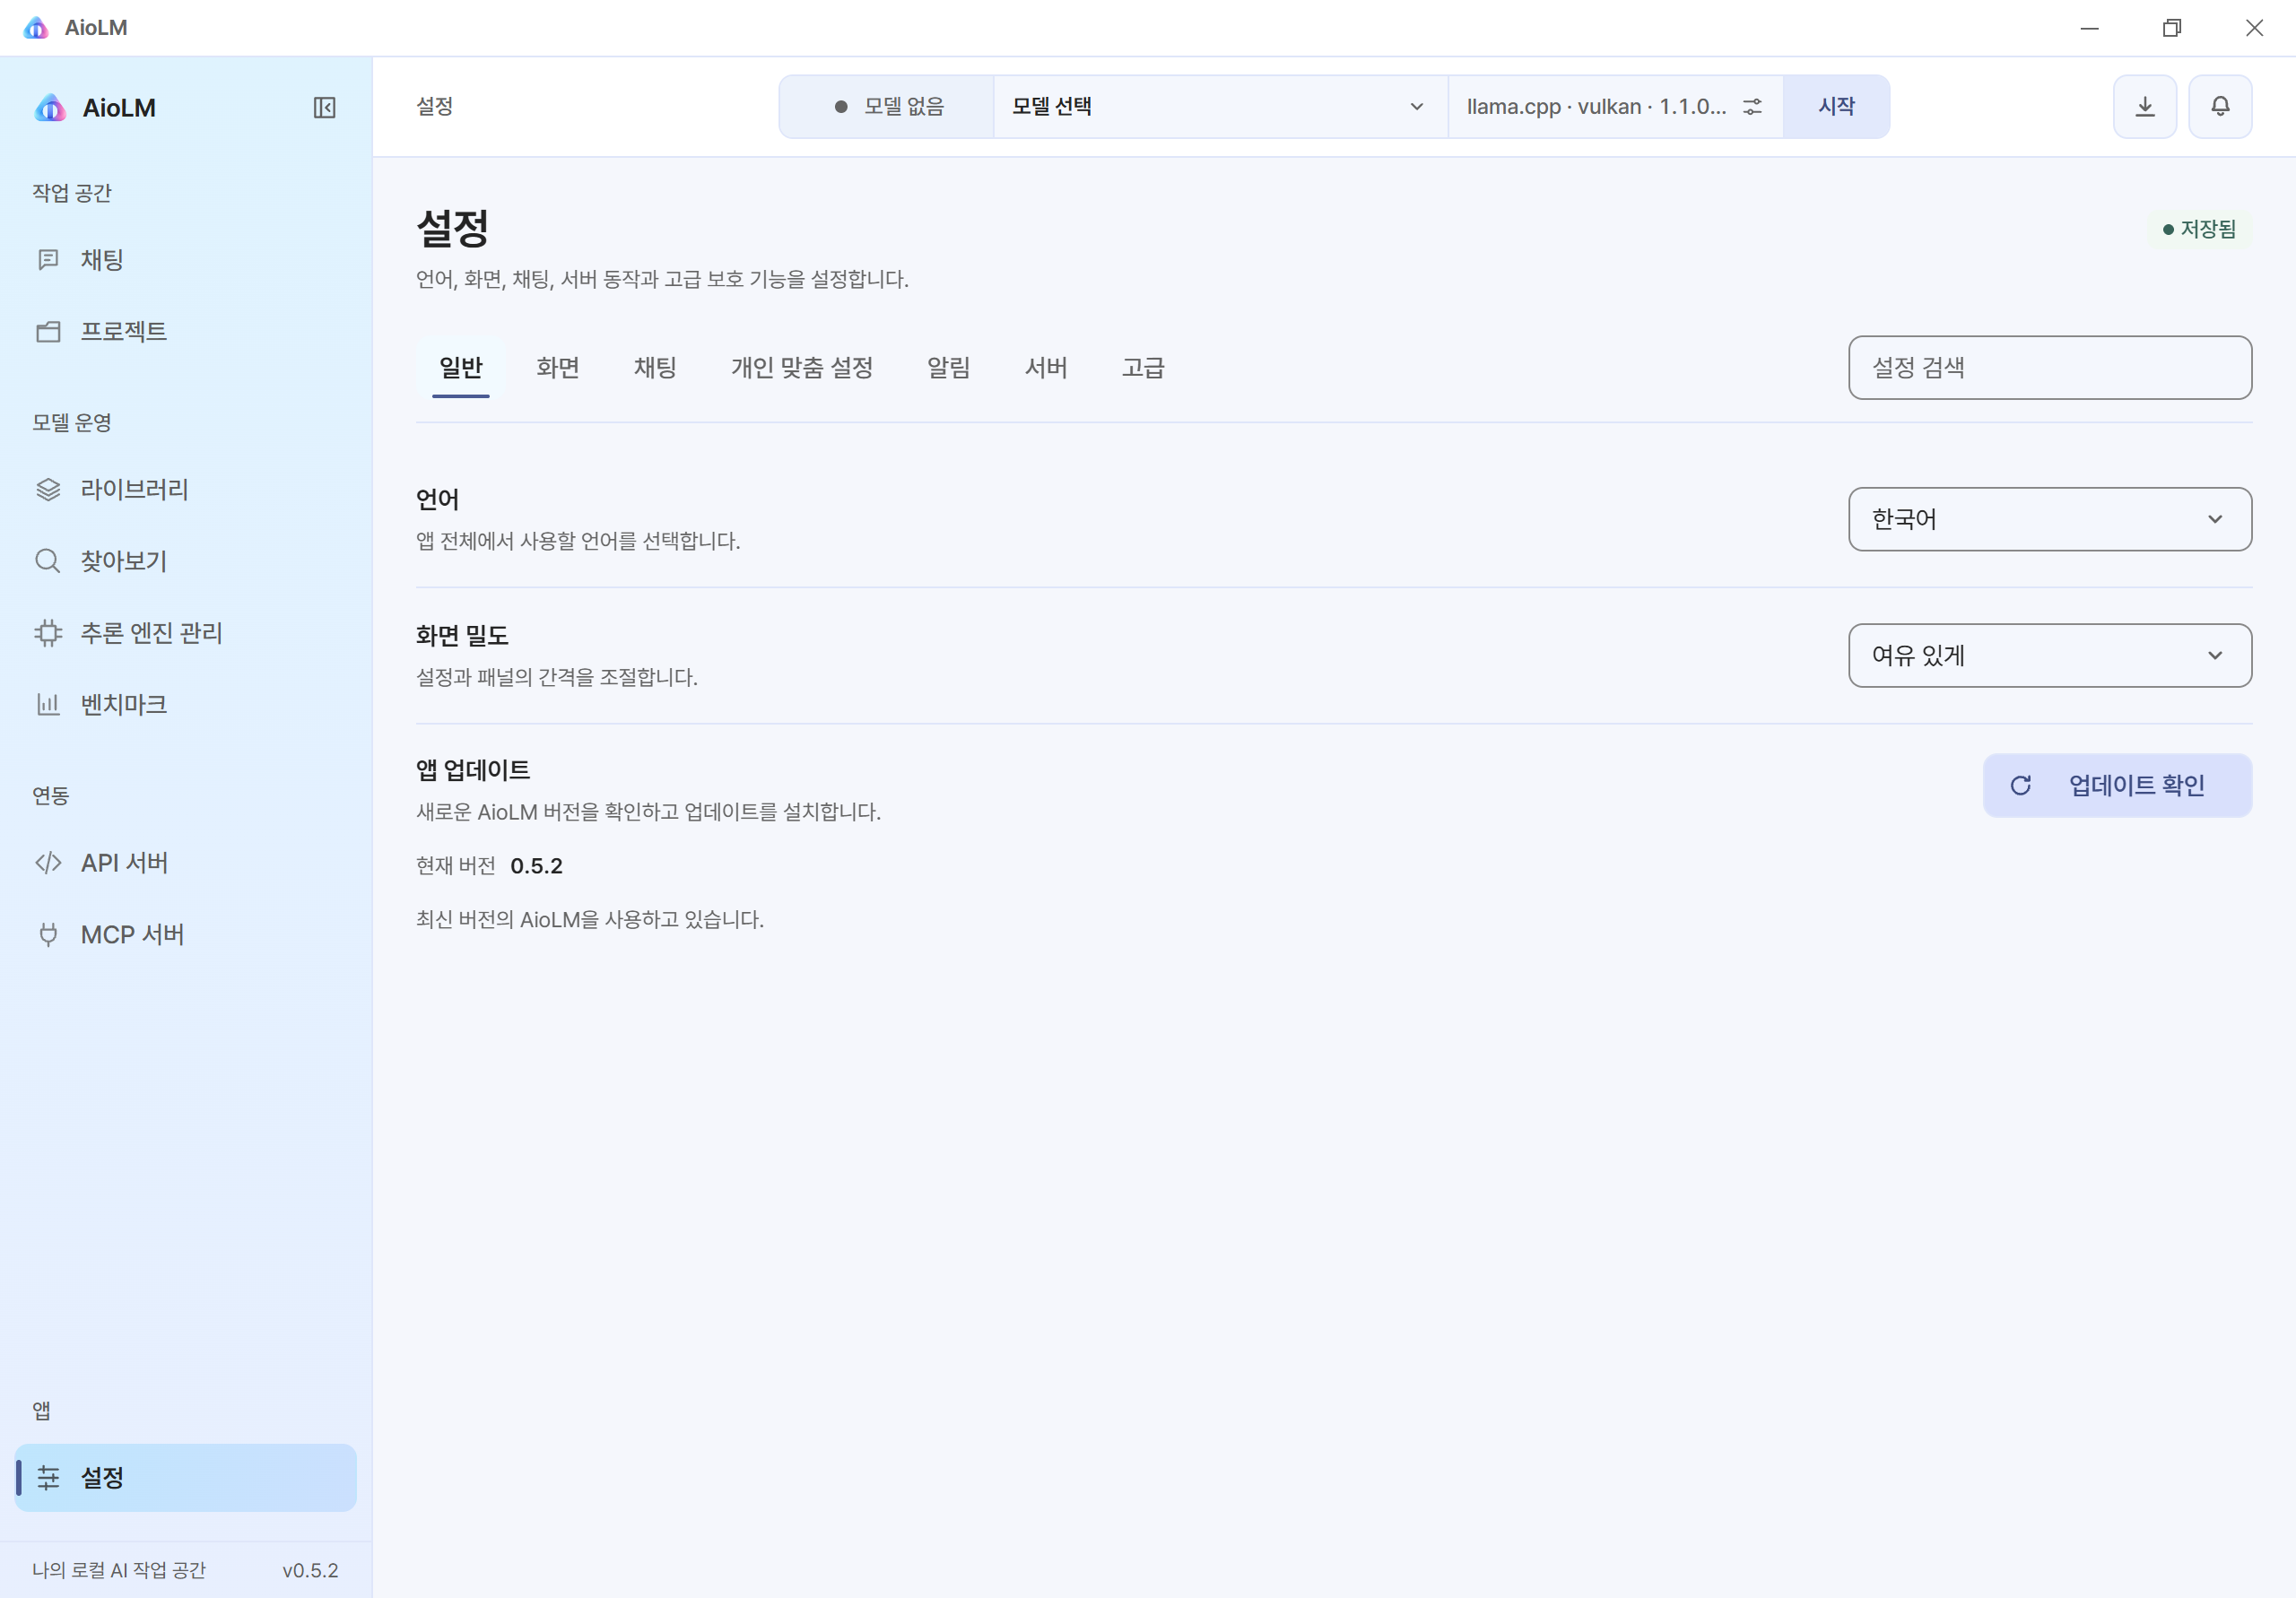 AioLM
AioLM
작업 공간
채팅
프로젝트
모델 운영
라이브러리
찾아보기
추론 엔진 관리
벤치마크
연동
API 서버
MCP 서버
앱
설정
나의 로컬 AI 작업 공간 v0.5.2
설정
모델 없음
모델 선택
llama.cpp · vulkan · 1.1.0...
시작
설정
저장됨
언어, 화면, 채팅, 서버 동작과 고급 보호 기능을 설정합니다.
일반 화면 채팅 개인 맞춤 설정 알림 서버 고급
설정 검색
언어
앱 전체에서 사용할 언어를 선택합니다.
한국어
화면 밀도
설정과 패널의 간격을 조절합니다.
여유 있게
앱 업데이트
새로운 AioLM 버전을 확인하고 업데이트를 설치합니다.
업데이트 확인
현재 버전 0.5.2
최신 버전의 AioLM을 사용하고 있습니다.